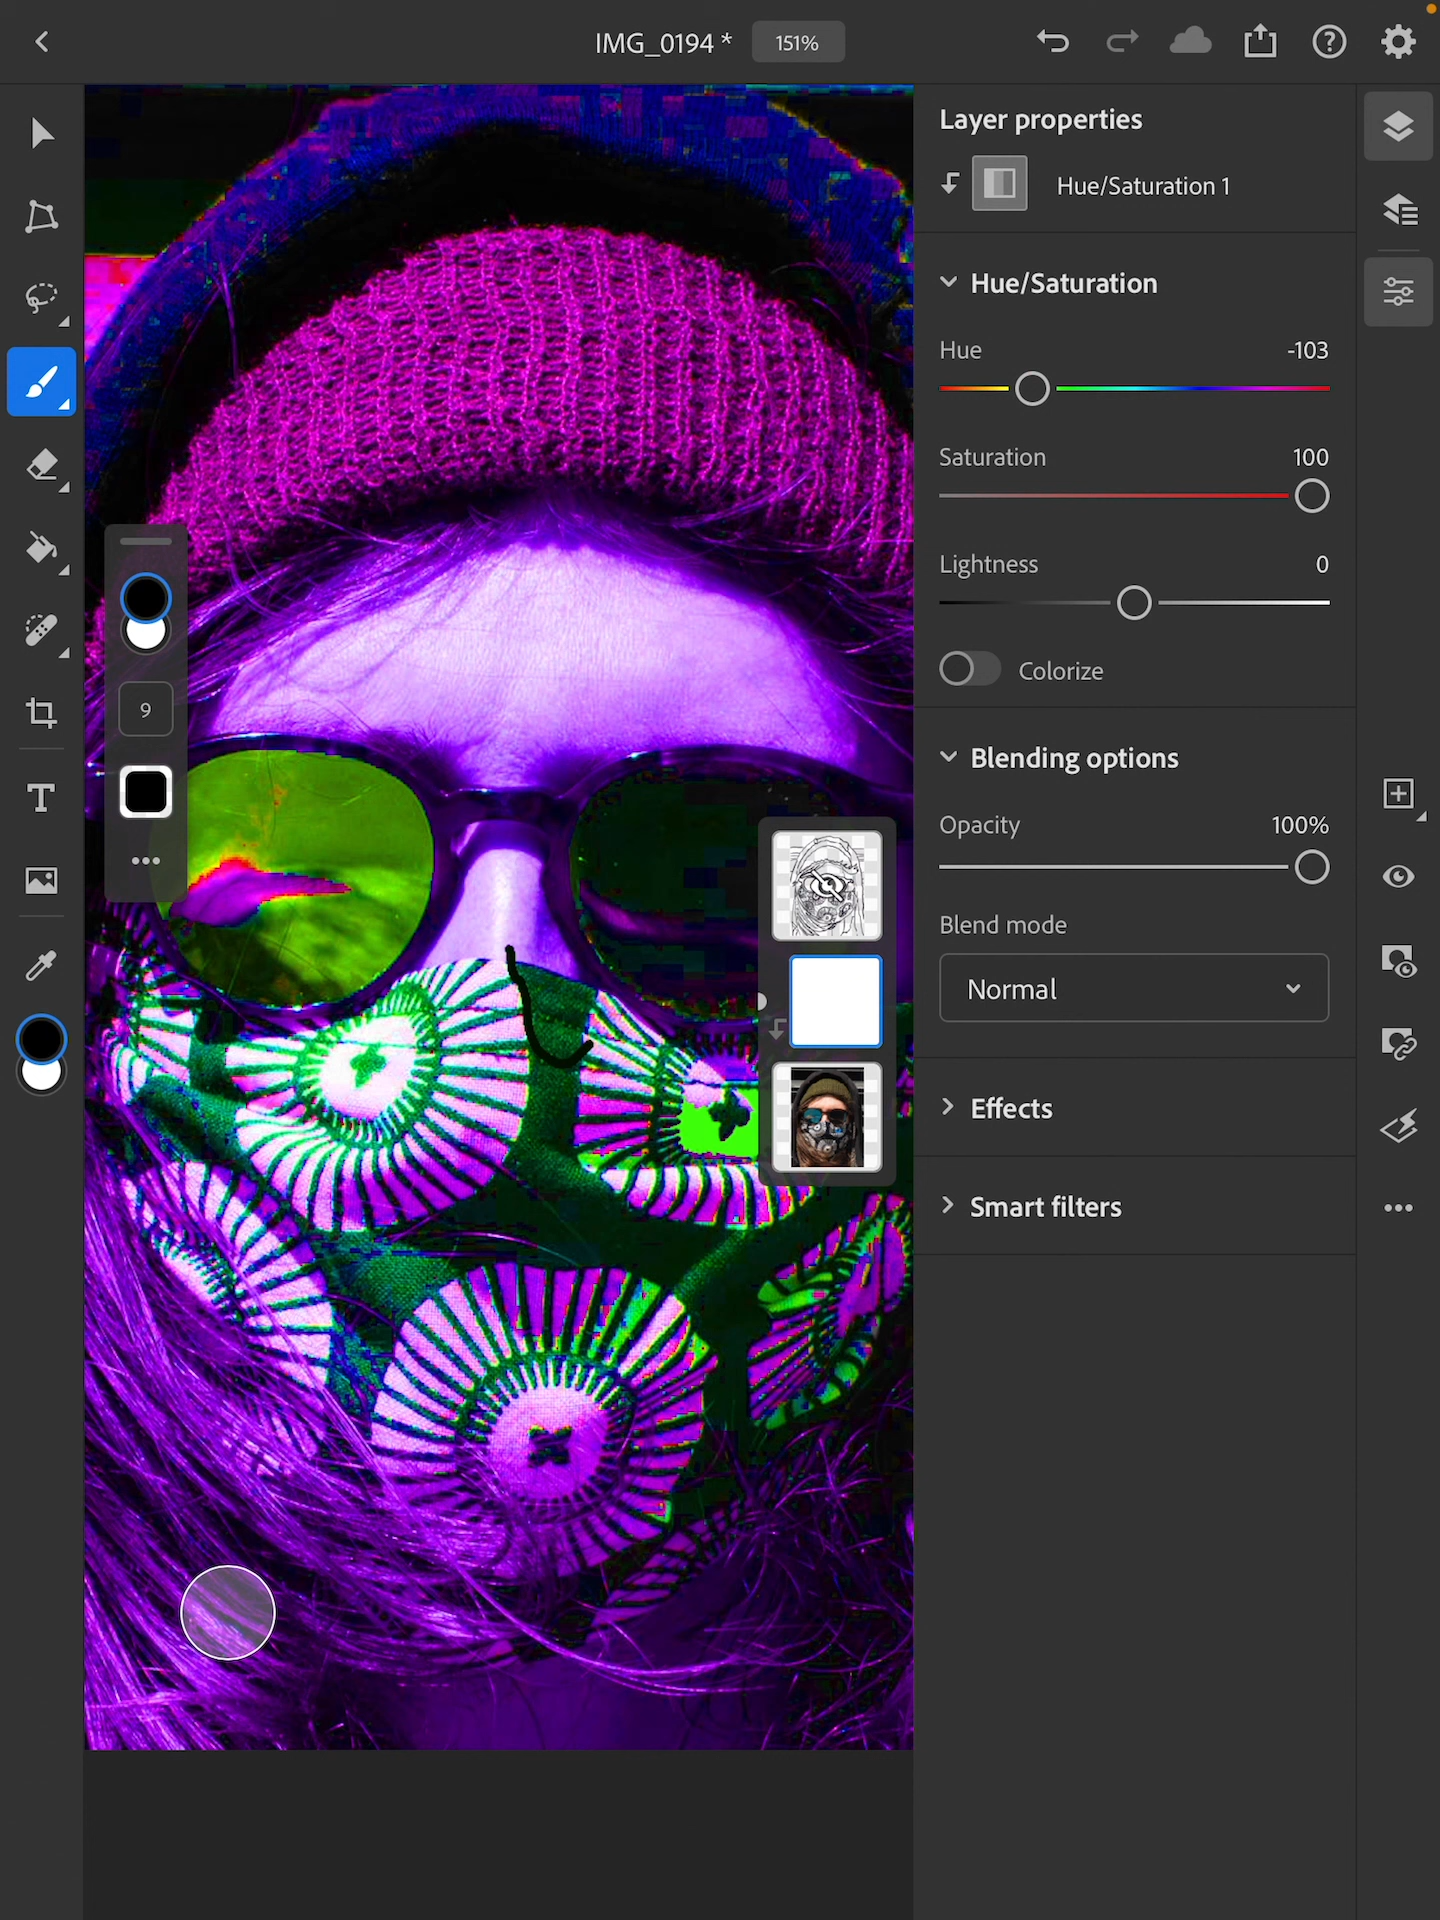 IMG_0194 * 151%
Layer properties
Hue/Saturation 1
Hue/Saturation
Hue -103
Saturation 100
Lightness 0
Colorize
9
Blending options
Opacity 100%
Blend mode
Normal
Effects
Smart filters